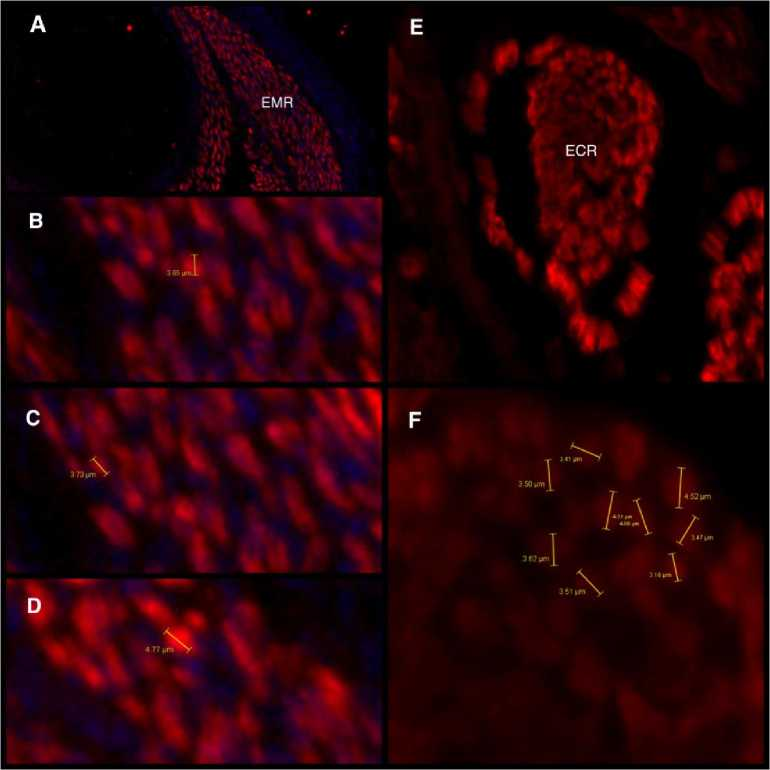 A
EMR
B
3.65 µm
C
3.73 µm
D
4.77 µm
E
ECR
F
3.41 µm
3.50 µm
4.52 µm
3.47 µm
3.62 µm
3.16 µm
3.51 µm